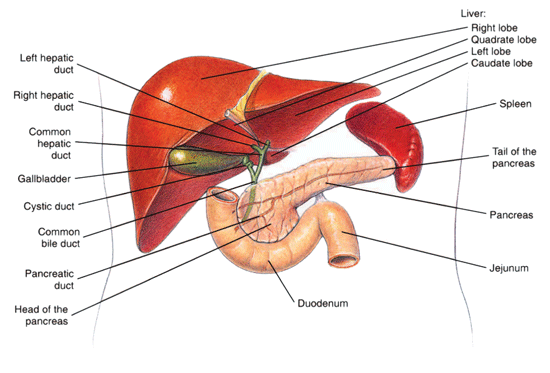 Liver:
Right lobe
Quadrate lobe
Left lobe
Caudate lobe
Spleen
Tail of the
pancreas
Pancreas
Jejunum
Duodenum
Left hepatic
duct
Right hepatic
duct
Common
hepatic
duct
Gallbladder
Cystic duct
Common
bile duct
Pancreatic
duct
Head of the
pancreas